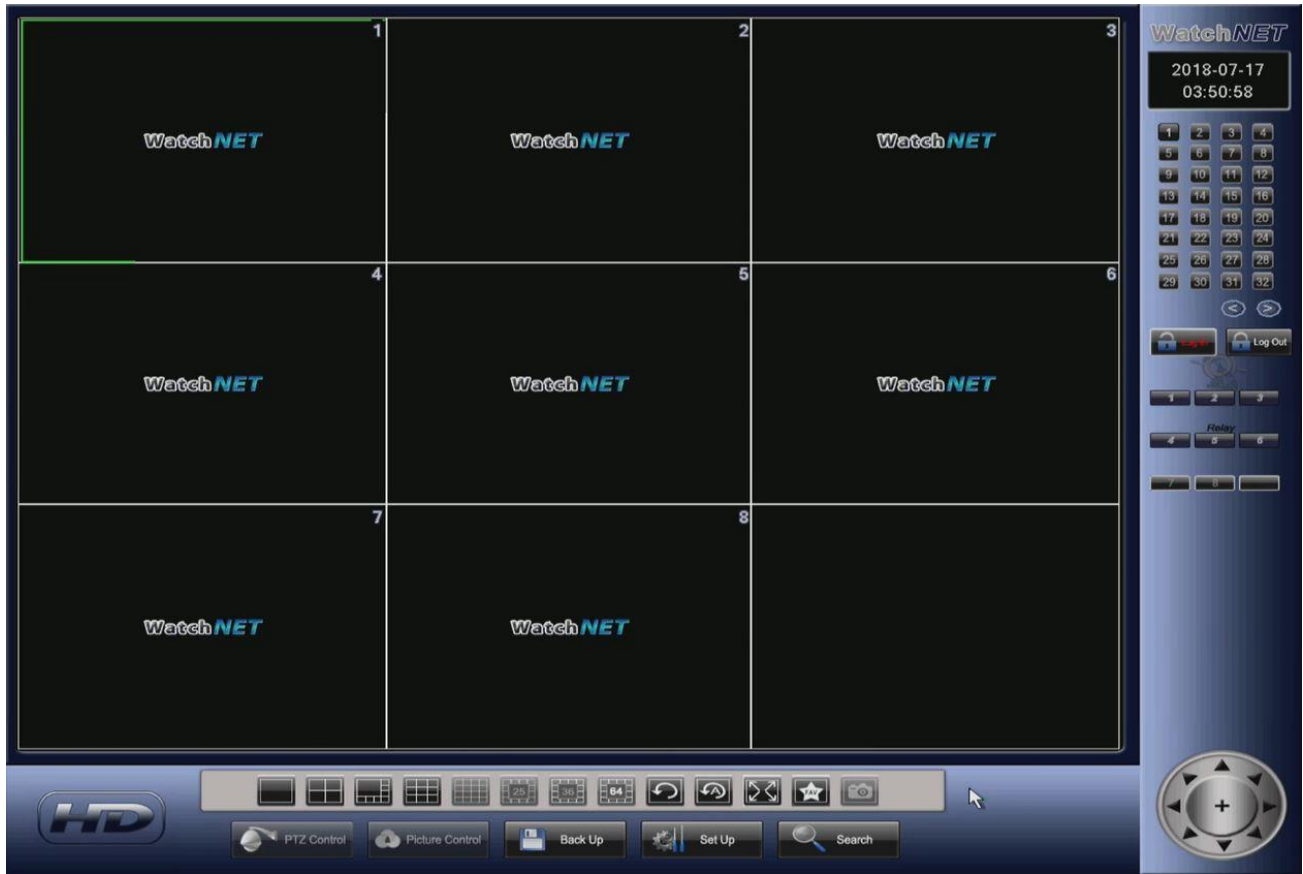 1
2
3
WatchNET
WatchNET
WatchNET
4
5
6
WatchNET
WatchNET
WatchNET
7
8
WatchNET
WatchNET
WatchNET
2018-07-17
03:50:58
1 2 3 4
5 6 7 8
9 10 11 12
13 14 15 16
17 18 19 20
21 22 23 24
25 26 27 28
29 30 31 32
< >
Log In Log Out
1 2 3
Relay
4 5 6
7 8
HD
25 36 64 A FAV
PTZ Control Picture Control Back Up Set Up Search
+